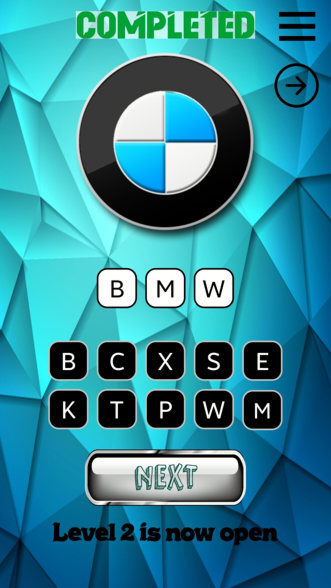 COMPLETED
B M W
B C X S E
K T P W M
NEXT
Level 2 is now open